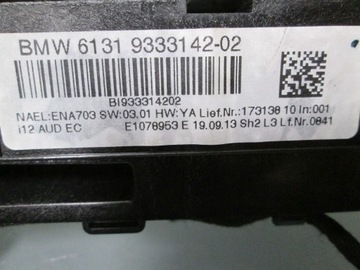 BMW 6131 9333142-02
BI933314202
NAEL:ENA703 SW:03.01 HW:YA Lief.Nr.:173138 10 In:001
i12 AUD EC E1078953 E 19.09.13 Sh2 L3 Lf.Nr.0841